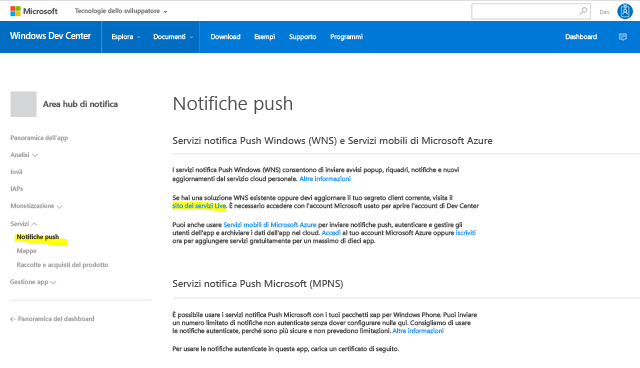 Microsoft
Tecnologie dello sviluppatore
Dan
Windows Dev Center
Esplora
Documenti
Download
Esempi
Supporto
Programmi
Dashboard
Area hub di notifica
Panoramica dell'app
Analisi
Invii
IAPs
Monetizzazione
Servizi
Notifiche push
Mappe
Raccolte e acquisti del prodotto
Gestione app
Panoramica del dashboard
Notifiche push
Servizi notifica Push Windows (WNS) e Servizi mobili di Microsoft Azure
I servizi notifica Push Windows (WNS) consentono di inviare avvisi popup, riquadri, notifiche e nuovi
aggiornamenti dal servizio cloud personale. Altre informazioni
Se hai una soluzione WNS esistente oppure devi aggiornare il tuo segreto client corrente, visita il
sito dei servizi Live. È necessario accedere con l'account Microsoft usato per aprire l'account di Dev Center
Puoi anche usare Servizi mobili di Microsoft Azure per inviare notifiche push, autenticare e gestire gli
utenti dell'app e archiviare i dati dell'app nel cloud. Accedi al tuo account Microsoft Azure oppure iscriviti
ora per aggiungere servizi gratuitamente per un massimo di dieci app.
Servizi notifica Push Microsoft (MPNS)
È possibile usare i servizi notifica Push Microsoft con i tuoi pacchetti xap per Windows Phone. Puoi inviare
un numero limitato di notifiche non autenticate senza dover configurare nulla qui. Consigliamo di usare
le notifiche autenticate, perché sono più sicure e non prevedono limitazioni. Altre informazioni
Per usare le notifiche autenticate in questa app, carica un certificato di seguito.